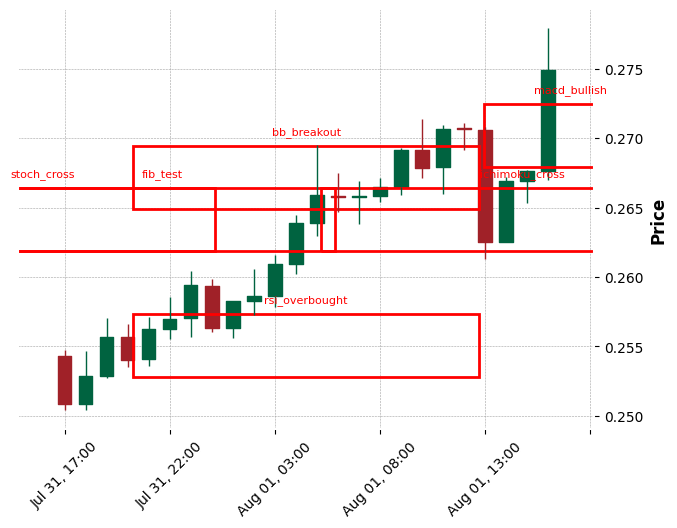 macd_bullish
bb_breakout
stoch_cross
fib_test
rsi_overbought
0.275
0.270
0.265
0.260
0.255
0.250
Price
Jul 31, 17:00
Jul 31, 22:00
Aug 01, 03:00
Aug 01, 08:00
Aug 01, 13:00